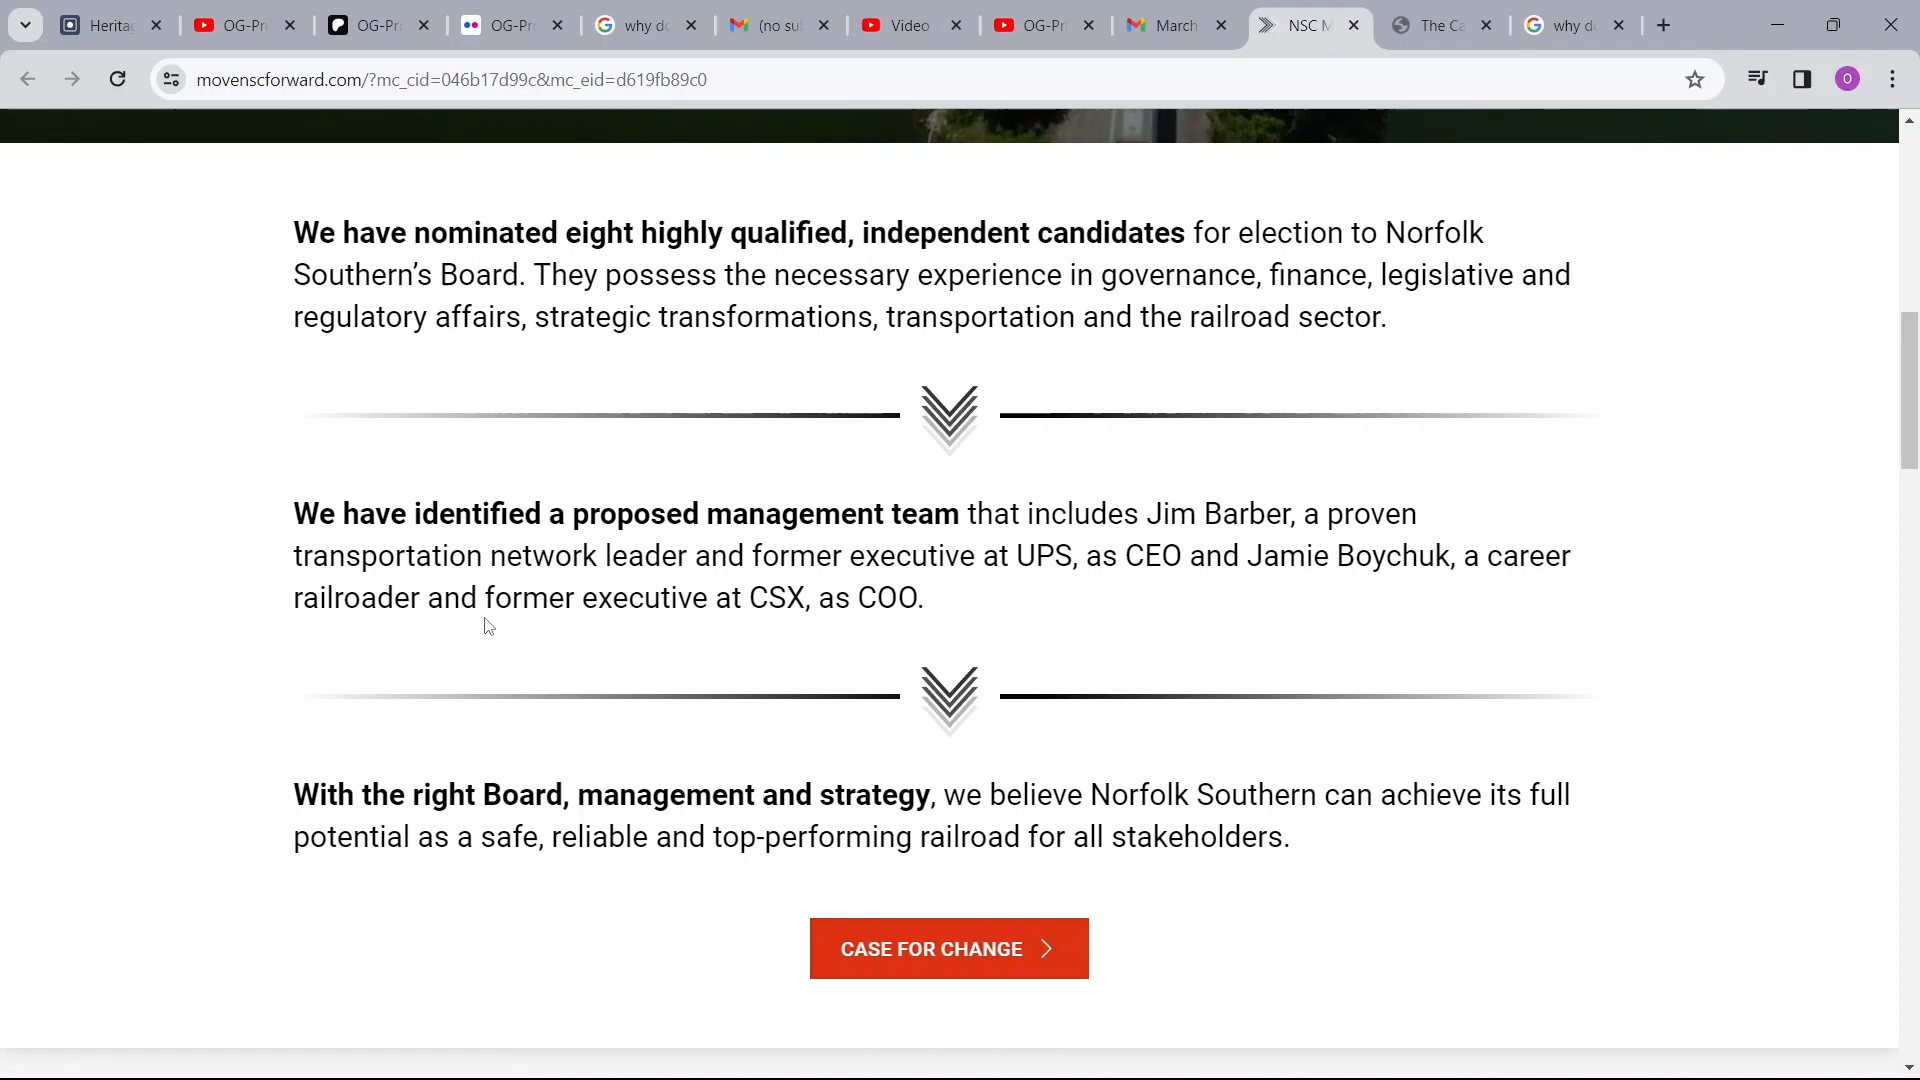 Herita
OG-Pr
OG-Pr
OG-Pr
why do
(no su
Video
OG-Pr
March
NSC M
The Ca
why do
movenscforward.com/?mc_cid=046b17d99c&mc_eid=d619fb89c0
O
We have nominated eight highly qualified, independent candidates for election to Norfolk
Southern’s Board. They possess the necessary experience in governance, finance, legislative and
regulatory affairs, strategic transformations, transportation and the railroad sector.
We have identified a proposed management team that includes Jim Barber, a proven
transportation network leader and former executive at UPS, as CEO and Jamie Boychuk, a career
railroader and former executive at CSX, as COO.
With the right Board, management and strategy, we believe Norfolk Southern can achieve its full
potential as a safe, reliable and top-performing railroad for all stakeholders.
CASE FOR CHANGE